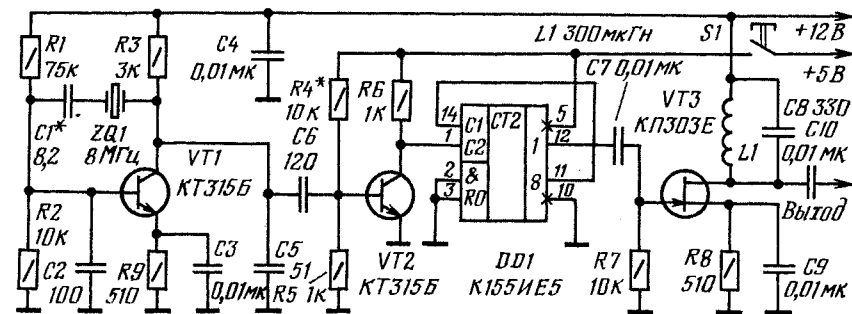 R1
75к
R3
3к
C4
0,01мк
L1 300мкГн
S1
+12В
+5В
C1*
8,2
ZQ1
8МГц
VT1
КТ315Б
R4*
10к
R6
1к
C6
120
14
1
2
3
C1
C2
&
R0
CT2
1
8
5
12
11
10
C7 0,01мк
VT3
КП303Е
L1
C8 330
C10
0,01мк
Выход
R2
10к
C2
100
R9
510
C3
0,01мк
C5
51
R5
1к
VT2
КТ315Б
DD1
К155ИЕ5
R7
10к
R8
510
C9
0,01мк